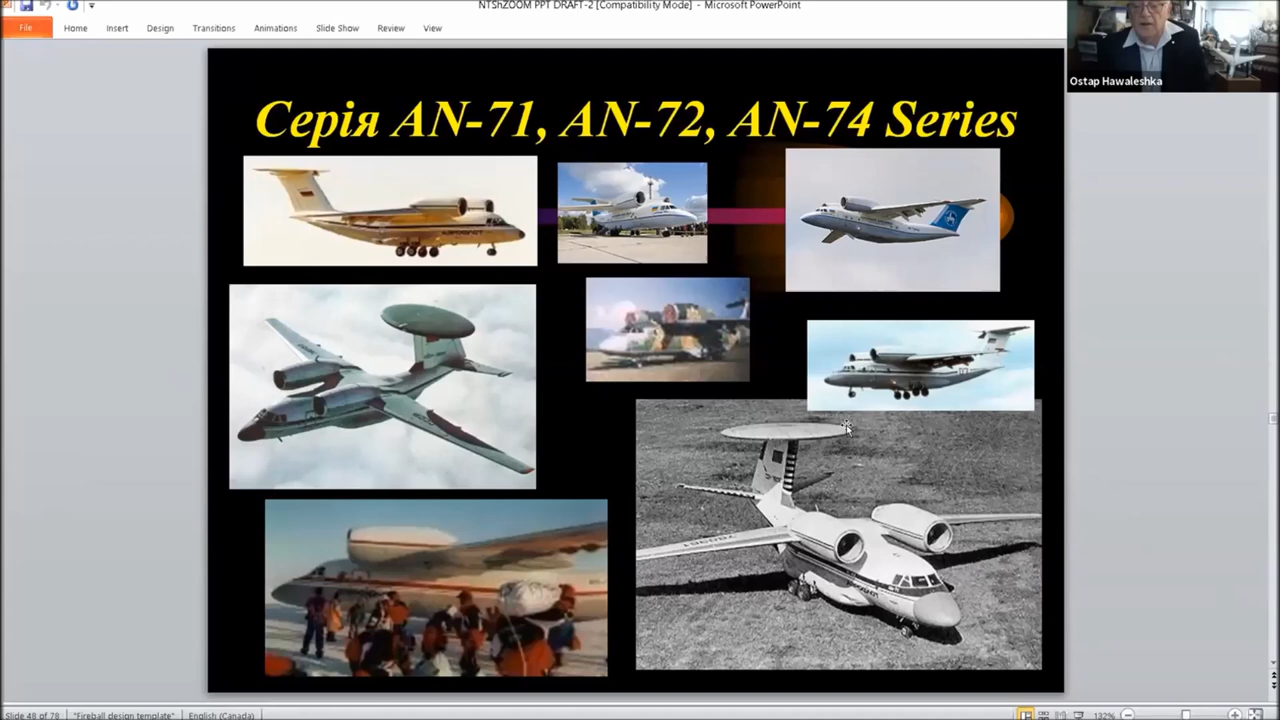 NTShZOOM PPT DRAFT-2 [Compatibility Mode] - Microsoft PowerPoint
File Home Insert Design Transitions Animations Slide Show Review View
Ostap Hawaleshka
Серія AN-71, AN-72, AN-74 Series
Slide 48 of 78 "Fireball design template" English (Canada) 132%